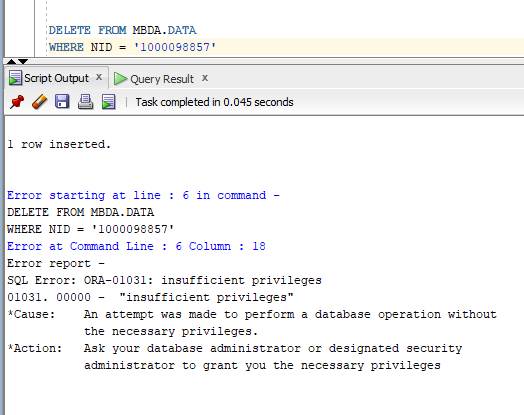 DELETE FROM MBDA.DATA
WHERE NID = '1000098857'
Script Output x Query Result x
Task completed in 0.045 seconds
1 row inserted.
Error starting at line : 6 in command -
DELETE FROM MBDA.DATA
WHERE NID = '1000098857'
Error at Command Line : 6 Column : 18
Error report -
SQL Error: ORA-01031: insufficient privileges
01031. 00000 -  "insufficient privileges"
*Cause:    An attempt was made to perform a database operation without
the necessary privileges.
*Action:   Ask your database administrator or designated security
administrator to grant you the necessary privileges